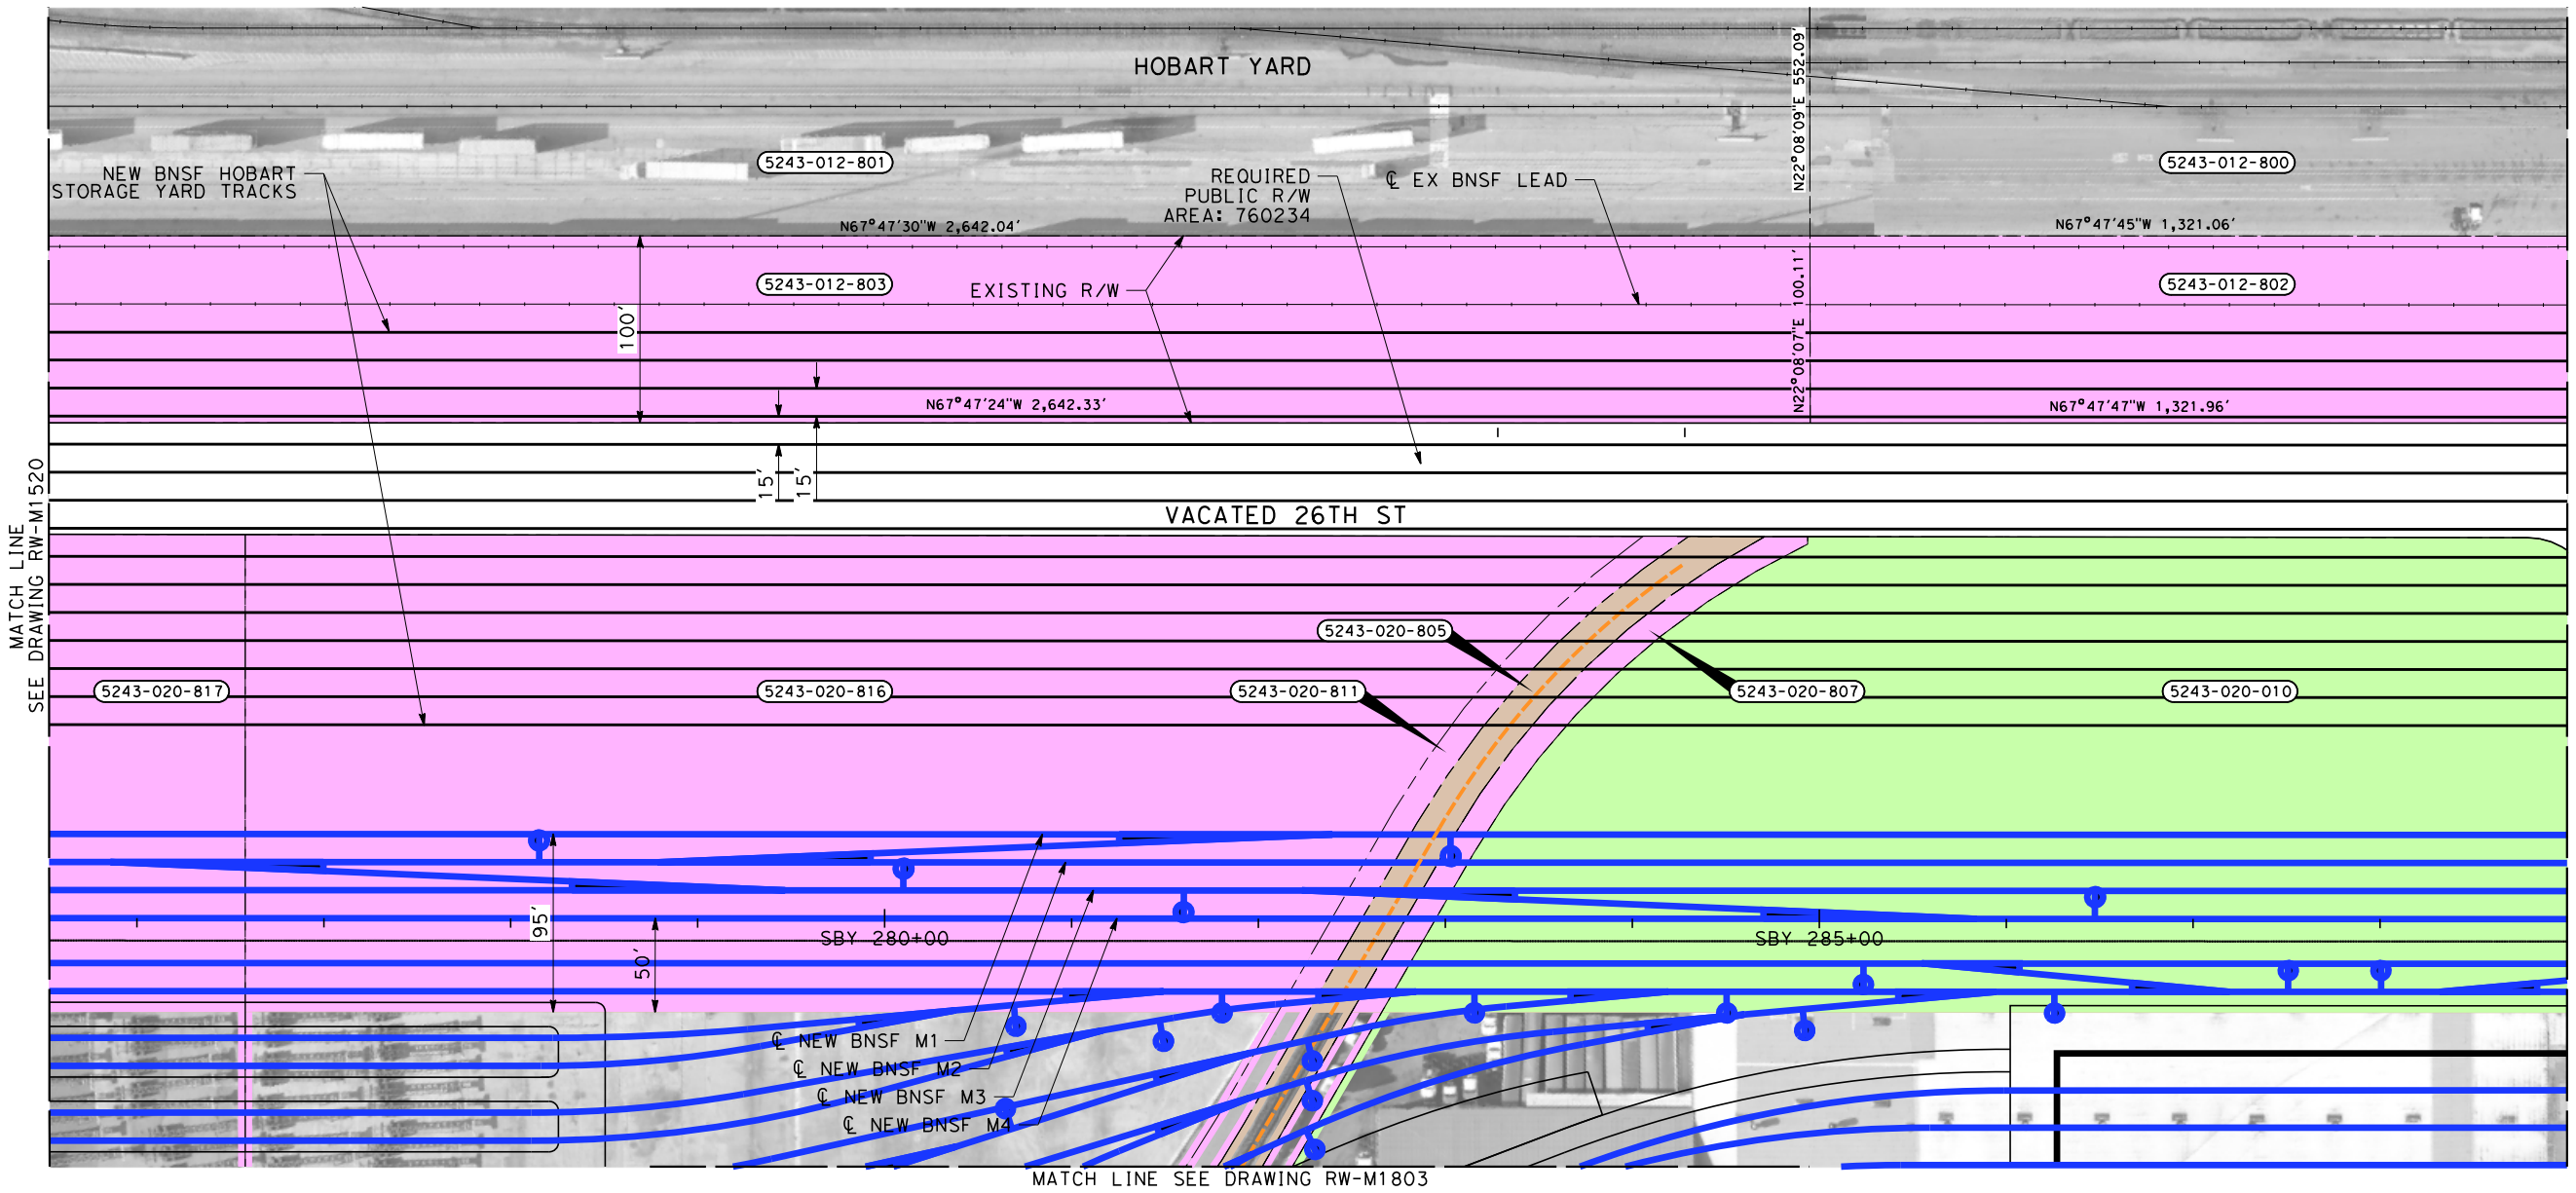 HOBART YARD
N22°08'09"E 552.09'
5243-012-801
5243-012-800
NEW BNSF HOBART
STORAGE YARD TRACKS
REQUIRED
PUBLIC R/W
AREA: 760234
℄ EX BNSF LEAD
N67°47'30"W 2,642.04'
N67°47'45"W 1,321.06'
5243-012-803
5243-012-802
EXISTING R/W
100'
N22°08'07"E 100.11'
N67°47'24"W 2,642.33'
N67°47'47"W 1,321.96'
15'
15'
MATCH LINE
SEE DRAWING RW-M1520
VACATED 26TH ST
5243-020-805
5243-020-817
5243-020-816
5243-020-811
5243-020-807
5243-020-010
95'
50'
SBY 280+00
SBY 285+00
℄ NEW BNSF M1
℄ NEW BNSF M2
℄ NEW BNSF M3
℄ NEW BNSF M4
MATCH LINE SEE DRAWING RW-M1803